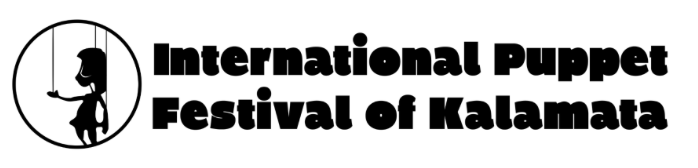 International Puppet
Festival of Kalamata